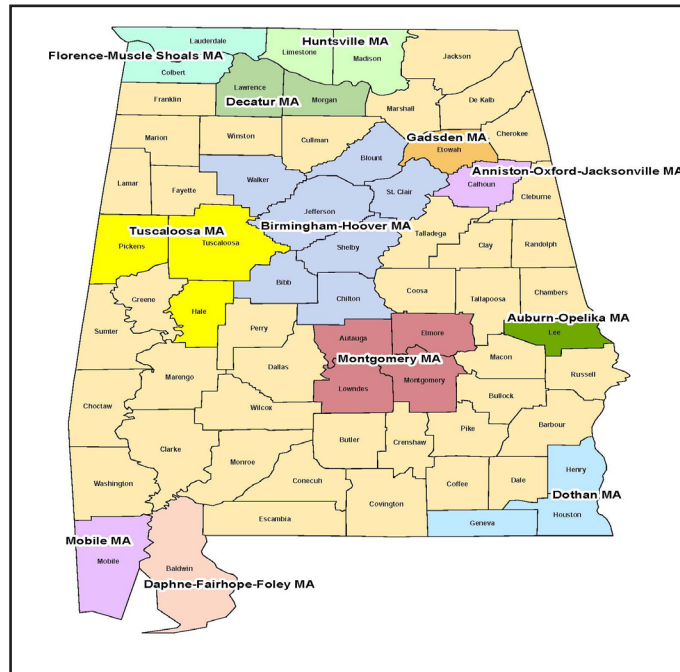 Lauderdale
Huntsville MA
Limestone
Madison
Florence-Muscle Shoals MA
Colbert
Jackson
Lawrence
Decatur MA
Morgan
Franklin
Marshall
De Kalb
Marion
Winston
Cullman
Gadsden MA
Etowah
Cherokee
Blount
Walker
St. Clair
Anniston-Oxford-Jacksonville MA
Calhoun
Cleburne
Lamar
Fayette
Jefferson
Birmingham-Hoover MA
Shelby
Talladega
Tuscaloosa MA
Tuscaloosa
Pickens
Clay
Randolph
Bibb
Chilton
Coosa
Tallapoosa
Chambers
Greene
Hale
Sumter
Perry
Autauga
Elmore
Auburn-Opelika MA
Lee
Montgomery MA
Lowndes
Montgomery
Macon
Russell
Marengo
Dallas
Bullock
Choctaw
Wilcox
Butler
Crenshaw
Pike
Barbour
Clarke
Monroe
Conecuh
Covington
Coffee
Dale
Henry
Dothan MA
Houston
Geneva
Washington
Escambia
Mobile MA
Mobile
Baldwin
Daphne-Fairhope-Foley MA